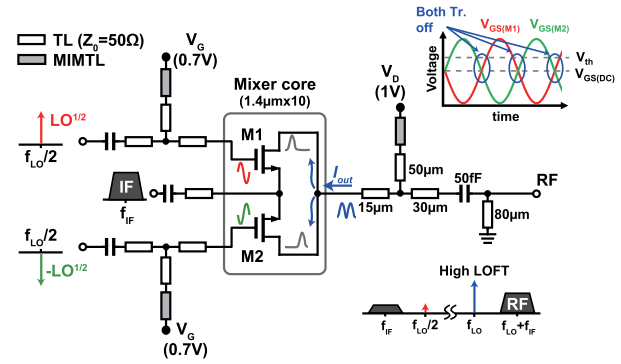 TL (Z0=50Ω)
MIMTL
VG
(0.7V)
Mixer core
(1.4μmx10)
VD
(1V)
Both Tr.
off
VGS(M1)
VGS(M2)
Voltage
Vth
VGS(DC)
time
LO1/2
fLO/2
M1
IF
fIF
Iout
50μm
15μm
30μm
50fF
RF
80μm
fLO/2
-LO1/2
M2
VG
(0.7V)
High LOFT
RF
fIF
fLO/2
fLO
fLO+fIF